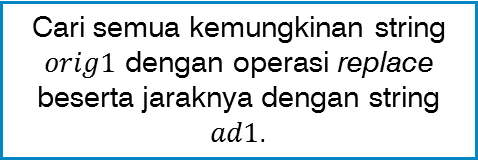 Cari semua kemungkinan string
orig1 dengan operasi replace
beserta jaraknya dengan string
ad1.